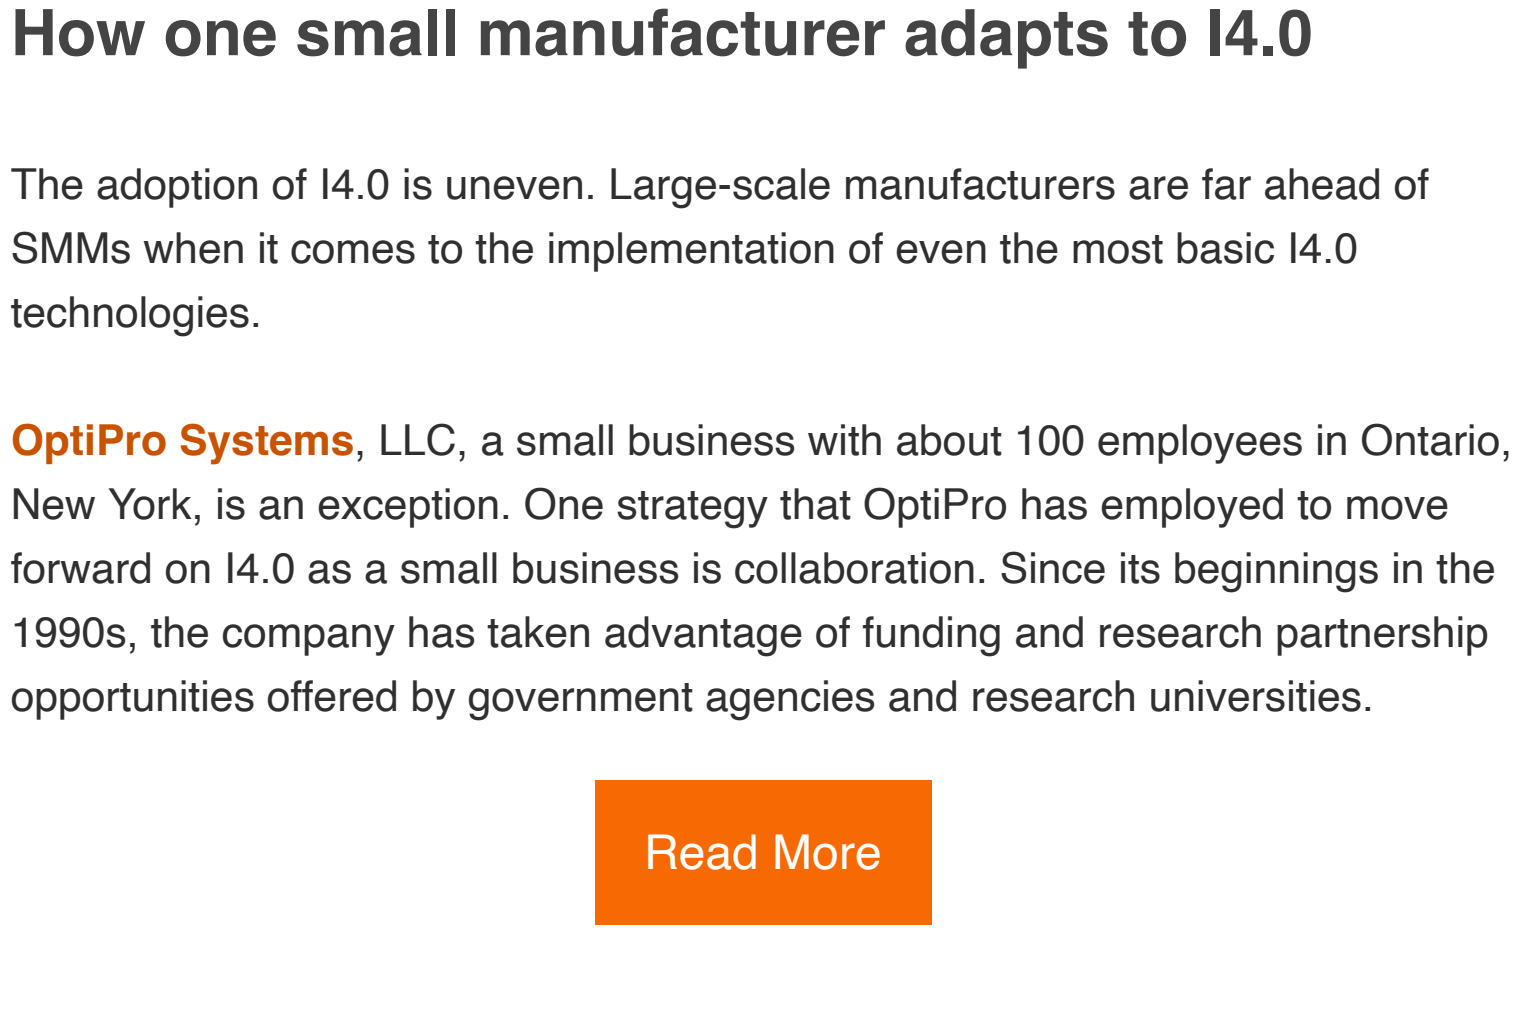 How one small manufacturer adapts to I4.0
The adoption of I4.0 is uneven. Large-scale manufacturers are far ahead of
SMMs when it comes to the implementation of even the most basic I4.0
technologies.
OptiPro Systems, LLC, a small business with about 100 employees in Ontario,
New York, is an exception. One strategy that OptiPro has employed to move
forward on I4.0 as a small business is collaboration. Since its beginnings in the
1990s, the company has taken advantage of funding and research partnership
opportunities offered by government agencies and research universities.
Read More